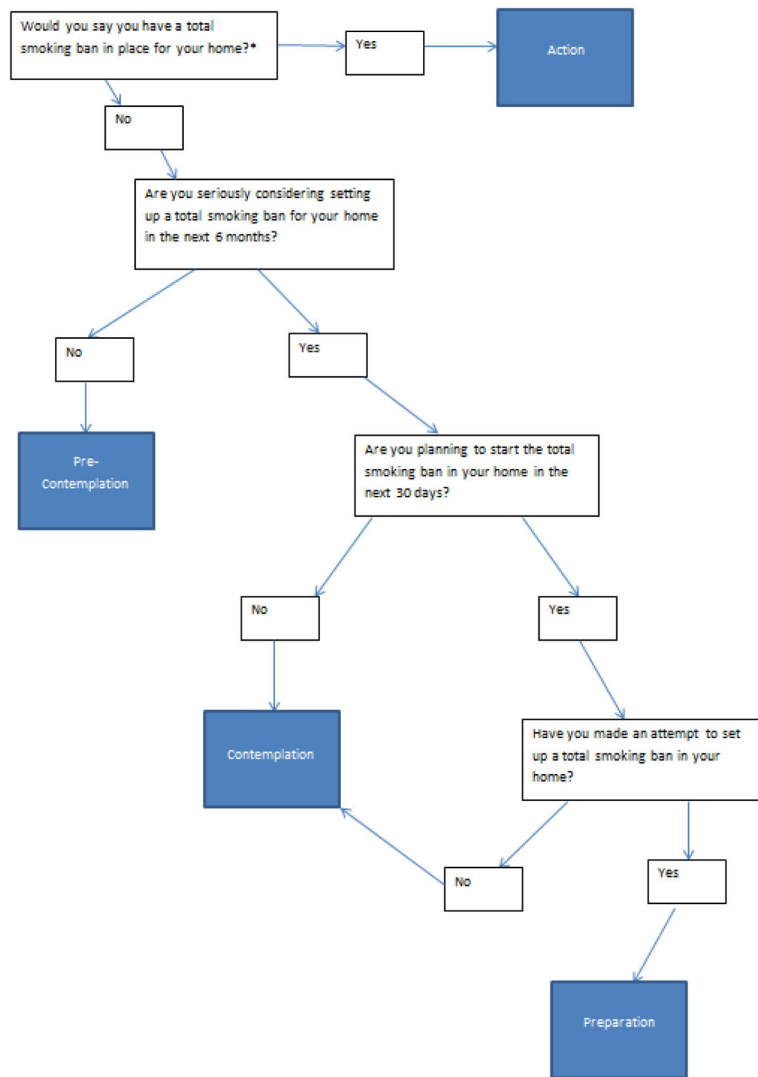 Would you say you have a total
smoking ban in place for your home?*
Yes
Action
No
Are you seriously considering setting
up a total smoking ban for your home
in the next 6 months?
No
Yes
Pre-
Contemplation
Are you planning to start the total
smoking ban in your home in the
next 30 days?
No
Yes
Contemplation
Have you made an attempt to set
up a total smoking ban in your
home?
No
Yes
Preparation